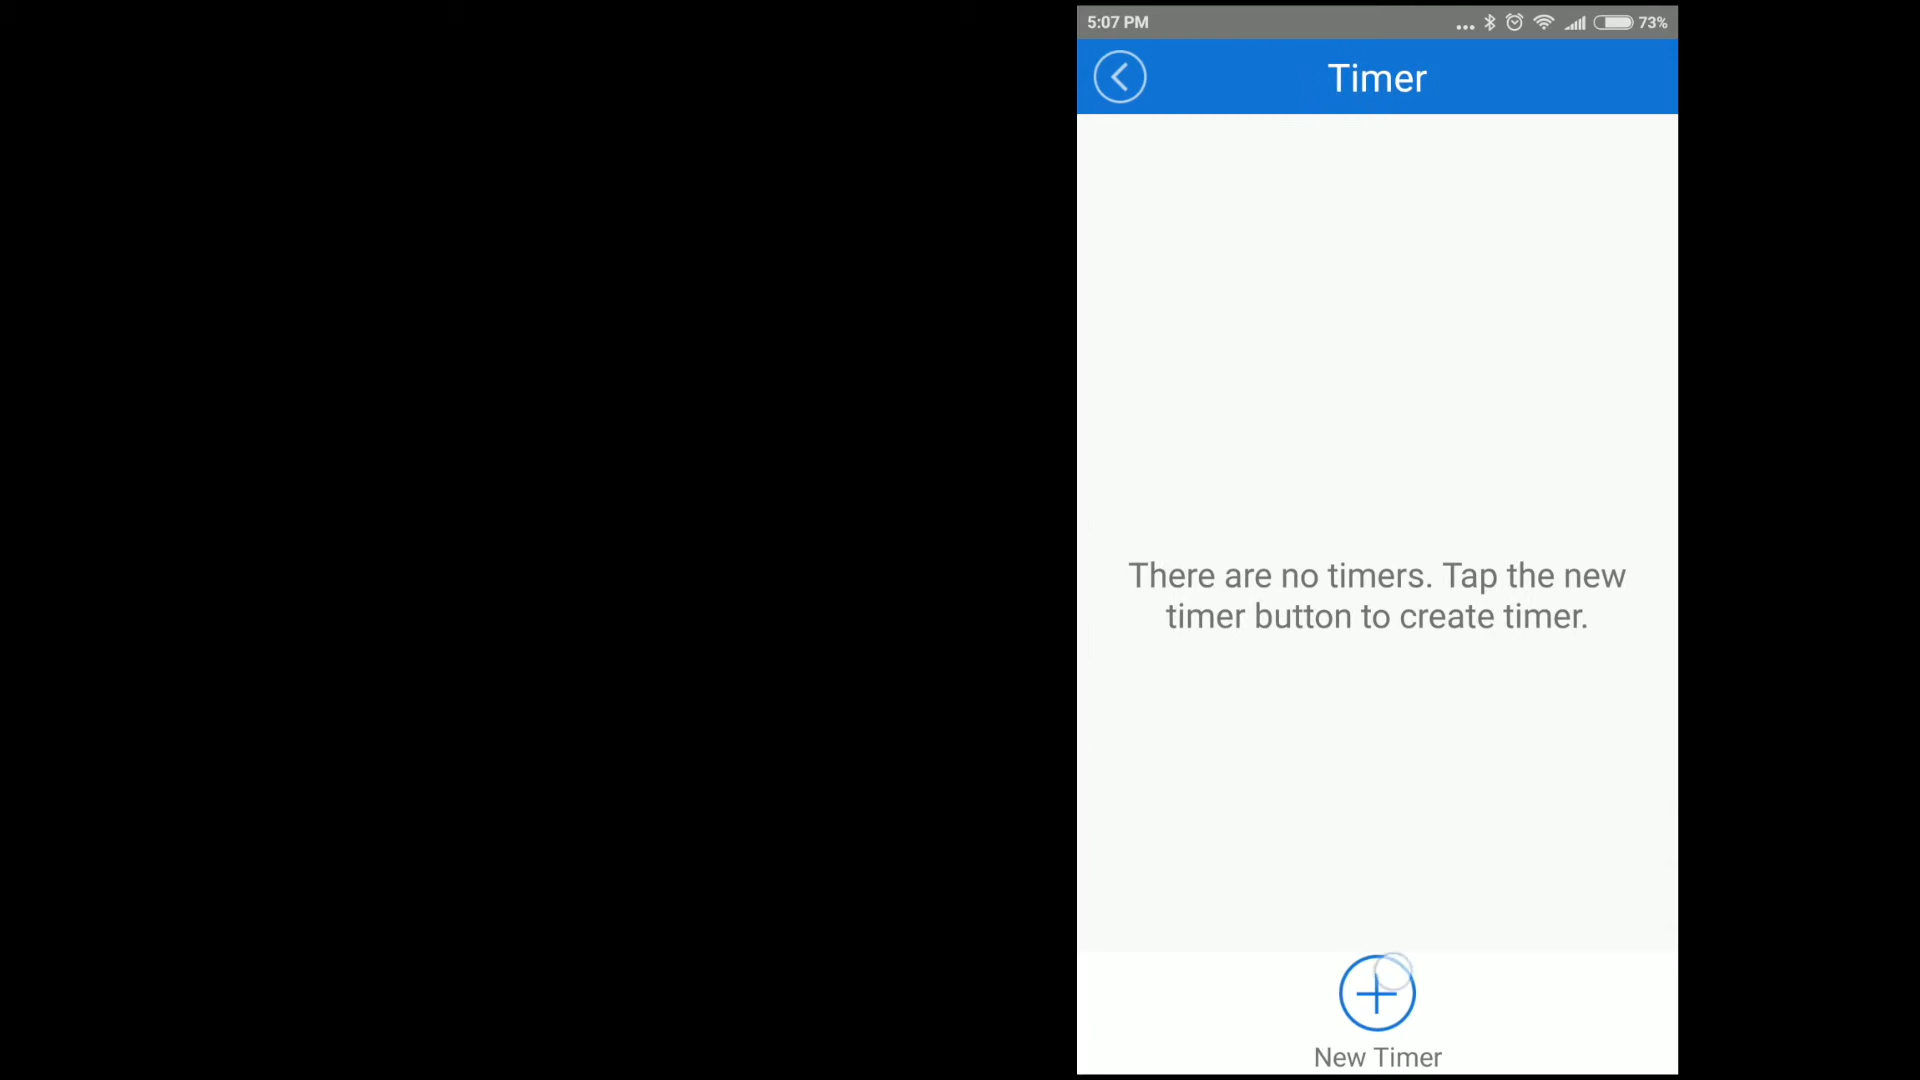 5:07 PM
73%
Timer
There are no timers. Tap the new
timer button to create timer.
New Timer